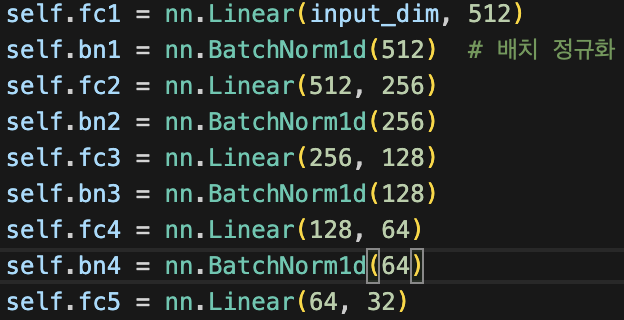 self.fc1 = nn.Linear(input_dim, 512)
self.bn1 = nn.BatchNorm1d(512)  # 배치 정규화
self.fc2 = nn.Linear(512, 256)
self.bn2 = nn.BatchNorm1d(256)
self.fc3 = nn.Linear(256, 128)
self.bn3 = nn.BatchNorm1d(128)
self.fc4 = nn.Linear(128, 64)
self.bn4 = nn.BatchNorm1d(64)
self.fc5 = nn.Linear(64, 32)